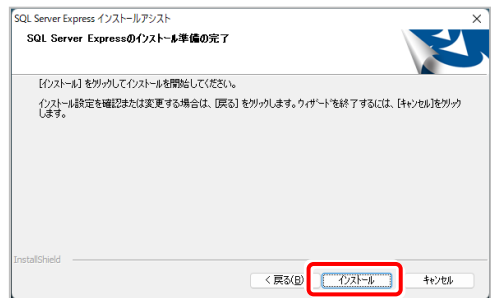 SQL Server Express インストールアシスト
SQL Server Expressのインストール準備の完了
[インストール] をクリックしてインストールを開始してください。
インストール設定を確認または変更する場合は、[戻る] をクリックします。ウィザードを終了するには、[キャンセル]をクリック
します。
InstallShield
< 戻る(B) インストール キャンセル